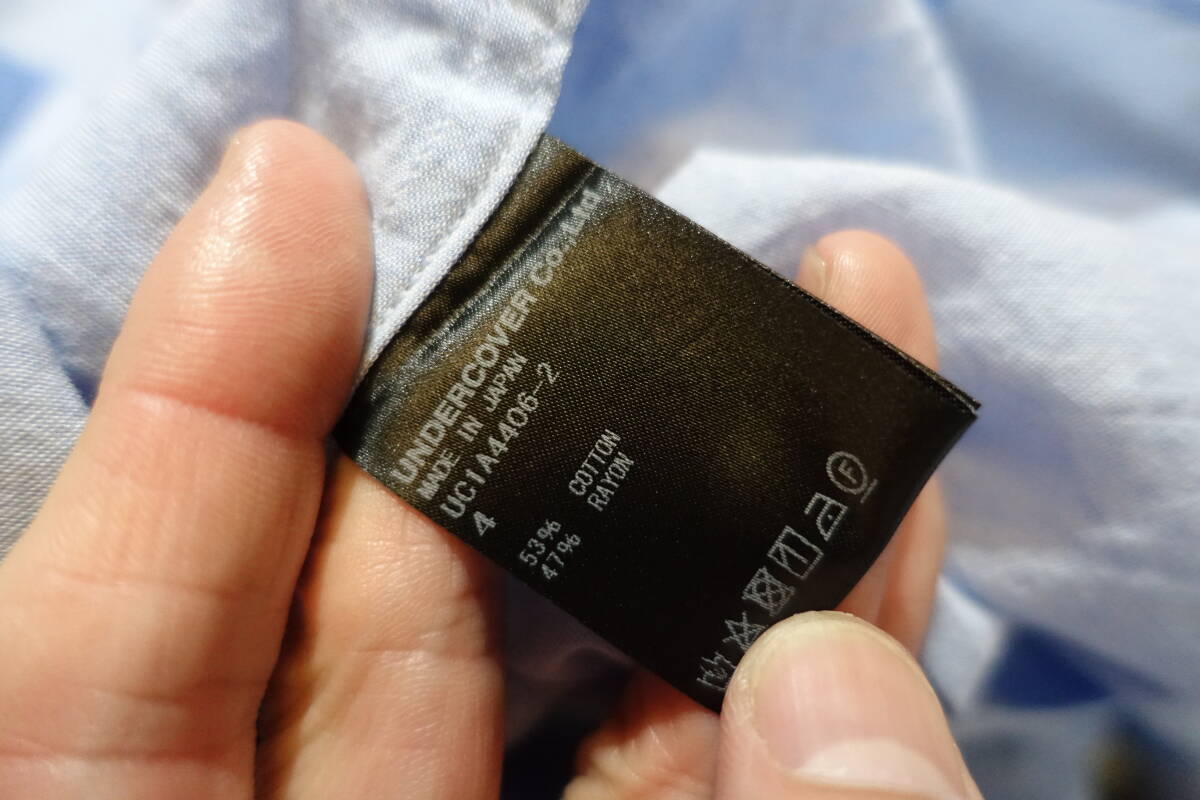 UNDERCOVER Co.,Ltd
MADE IN JAPAN
UC1A4406-2
4
53% COTTON
47% RAYON
F